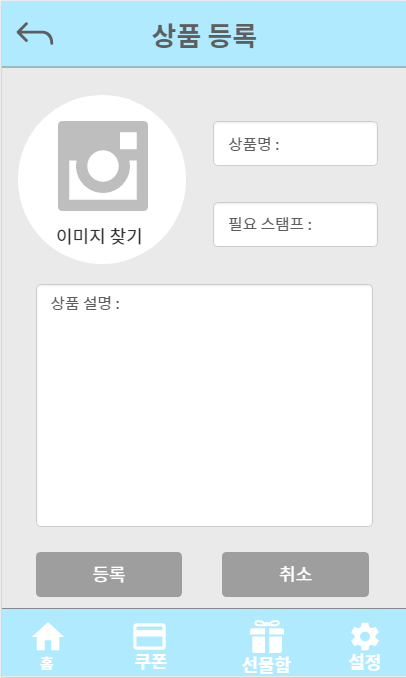 상품 등록
이미지 찾기
상품명 :
필요 스탬프 :
상품 설명 :
등록
취소
홈
쿠폰
선물함
설정